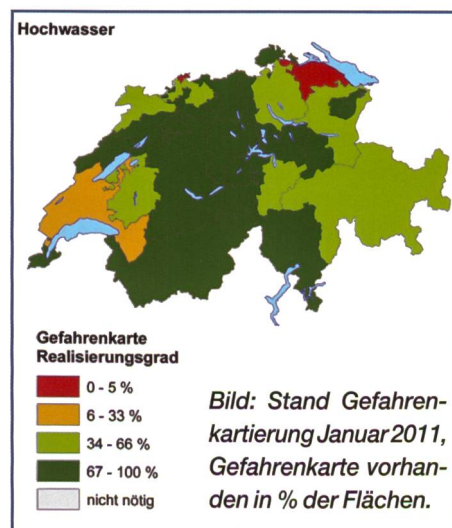 Hochwasser
Gefahrenkarte
Realisierungsgrad
0 - 5 %
6 - 33 %
34 - 66 %
67 - 100 %
nicht nötig
Bild: Stand Gefahren-
kartierung Januar 2011,
Gefahrenkarte vorhan-
den in % der Flächen.